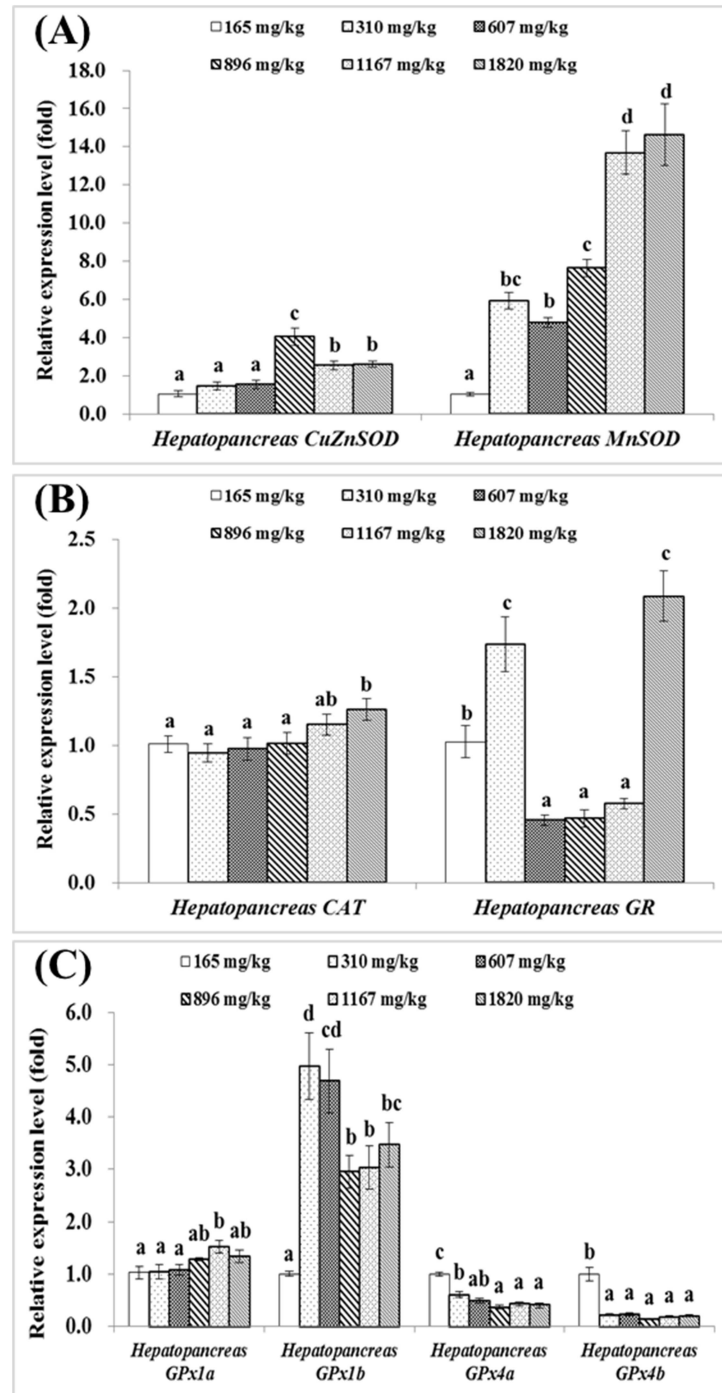 (A)
165 mg/kg 310 mg/kg 607 mg/kg
896 mg/kg 1167 mg/kg 1820 mg/kg
Relative expression level (fold)
18.0
16.0
14.0
12.0
10.0
8.0
6.0
4.0
2.0
0.0
a a a c b b a bc b c d d
Hepatopancreas CuZnSOD Hepatopancreas MnSOD
(B)
165 mg/kg 310 mg/kg 607 mg/kg
896 mg/kg 1167 mg/kg 1820 mg/kg
Relative expression level (fold)
2.5
2.0
1.5
1.0
0.5
0.0
a a a a ab b b c a a a c
Hepatopancreas CAT Hepatopancreas GR
(C)
165 mg/kg 310 mg/kg 607 mg/kg
896 mg/kg 1167 mg/kg 1820 mg/kg
Relative expression level (fold)
6.0
5.0
4.0
3.0
2.0
1.0
0.0
a a a ab b ab a d cd b b bc c b ab a a a b a a a a a
Hepatopancreas Hepatopancreas Hepatopancreas Hepatopancreas
GPx1a GPx1b GPx4a GPx4b